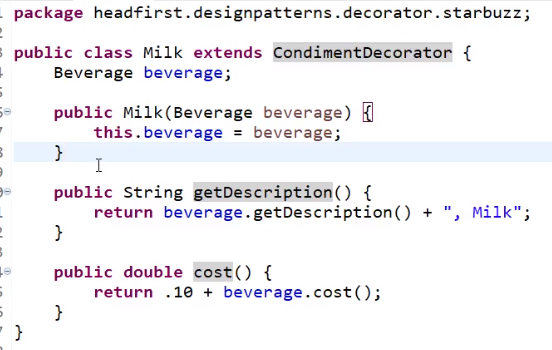 package headfirst.designpatterns.decorator.starbuzz;
public class Milk extends CondimentDecorator {
Beverage beverage;
public Milk(Beverage beverage) {
this.beverage = beverage;
}
public String getDescription() {
return beverage.getDescription() + ", Milk";
}
public double cost() {
return .10 + beverage.cost();
}
}